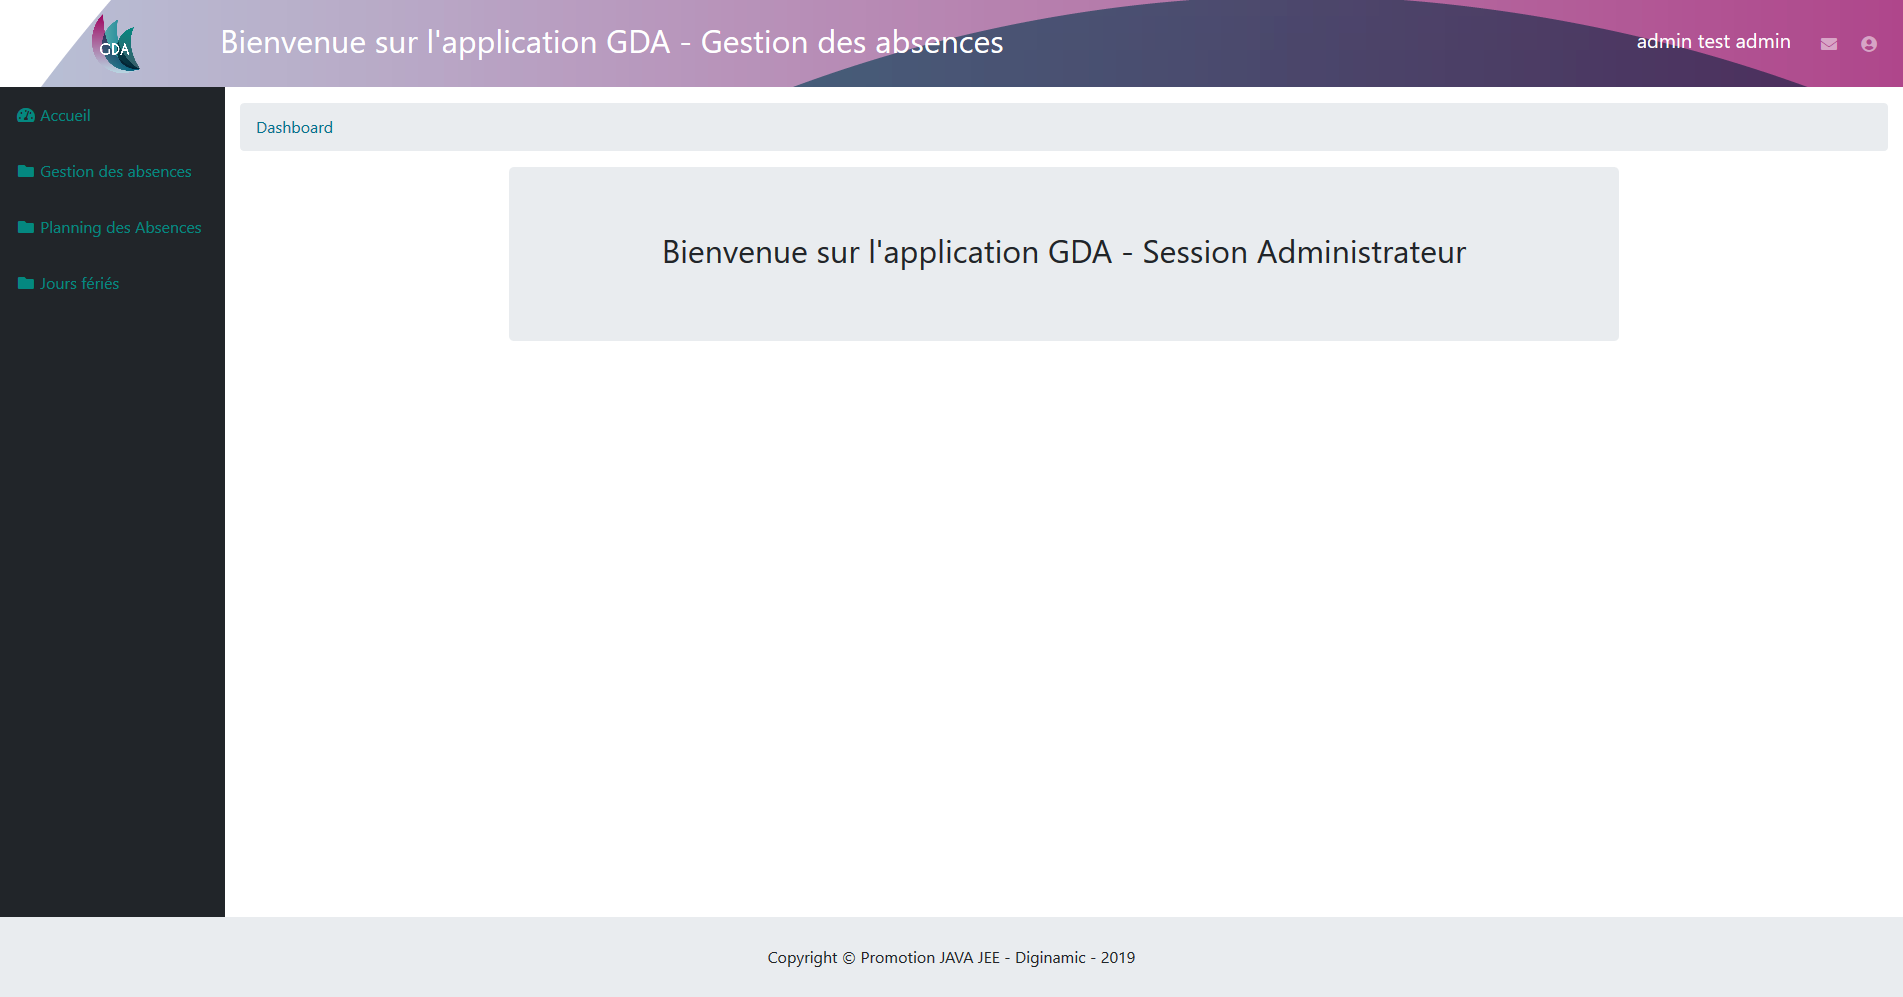 GDA
Bienvenue sur l'application GDA - Gestion des absences
admin test admin
Accueil
Gestion des absences
Planning des Absences
Jours fériés
Dashboard
Bienvenue sur l'application GDA - Session Administrateur
Copyright © Promotion JAVA JEE - Diginamic - 2019